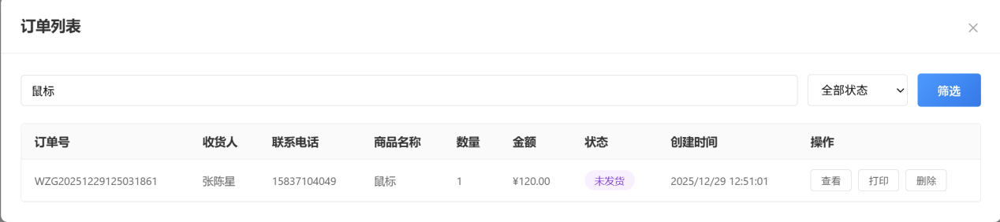 订单列表
鼠标 全部状态 筛选
订单号 收货人 联系电话 商品名称 数量 金额 状态 创建时间 操作
WZG20251229125031861 张陈星 15837104049 鼠标 1 ¥120.00 未发货 2025/12/29 12:51:01 查看 打印 删除